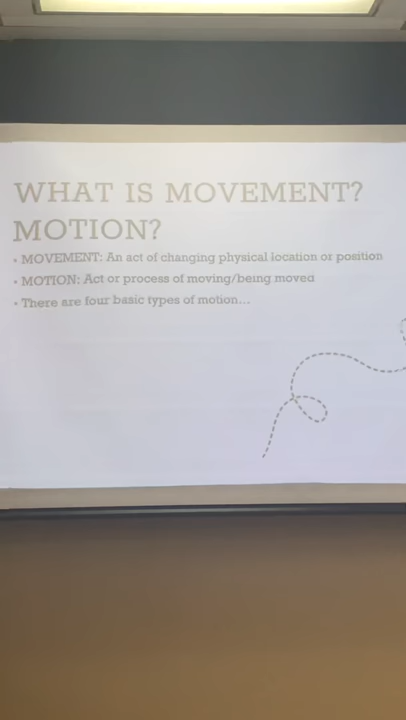 WHAT IS MOVEMENT?
MOTION?
• MOVEMENT: An act of changing physical location or position
• MOTION: Act or process of moving/being moved
• There are four basic types of motion...